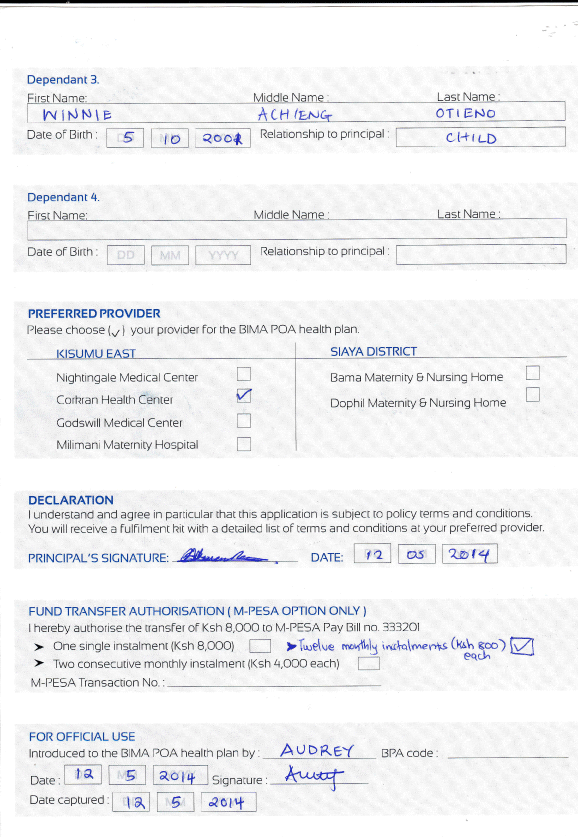 Dependant 3.
First Name: Middle Name : Last Name :
WINNIE ACHIENG OTIENO
Date of Birth : 5 10 2001 Relationship to principal : CHILD
Dependant 4.
First Name: Middle Name : Last Name :
Date of Birth : DD MM YYYY Relationship to principal :
PREFERRED PROVIDER
Please choose (✓) your provider for the BIMA POA health plan.
KISUMU EAST SIAYA DISTRICT
Nightingale Medical Center Bama Maternity & Nursing Home
Corkran Health Center ✓ Dophil Maternity & Nursing Home
Godswill Medical Center
Milimani Maternity Hospital
DECLARATION
I understand and agree in particular that this application is subject to policy terms and conditions.
You will receive a fulfilment kit with a detailed list of terms and conditions at your preferred provider.
PRINCIPAL'S SIGNATURE: DATE: 12 05 2014
FUND TRANSFER AUTHORISATION ( M-PESA OPTION ONLY )
I hereby authorise the transfer of Ksh 8,000 to M-PESA Pay Bill no. 333201
➤ One single instalment (Ksh 8,000) ➤ Twelve monthly instalments (Ksh 800) ✓
each
➤ Two consecutive monthly instalment (Ksh 4,000 each)
M-PESA Transaction No. :
FOR OFFICIAL USE
Introduced to the BIMA POA health plan by : AUDREY BPA code :
Date : 12 5 2014 Signature :
Date captured : 12 5 2014